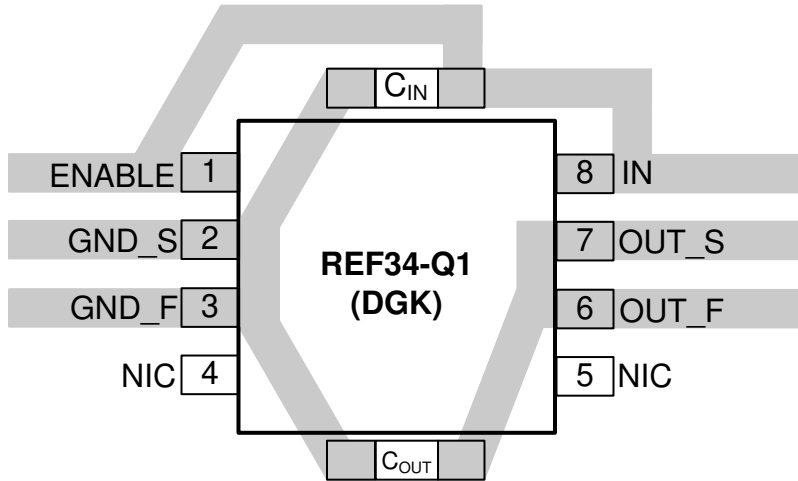 C_IN
ENABLE 1
8 IN
GND_S 2
7 OUT_S
REF34-Q1
(DGK)
GND_F 3
6 OUT_F
NIC 4
5 NIC
C_OUT